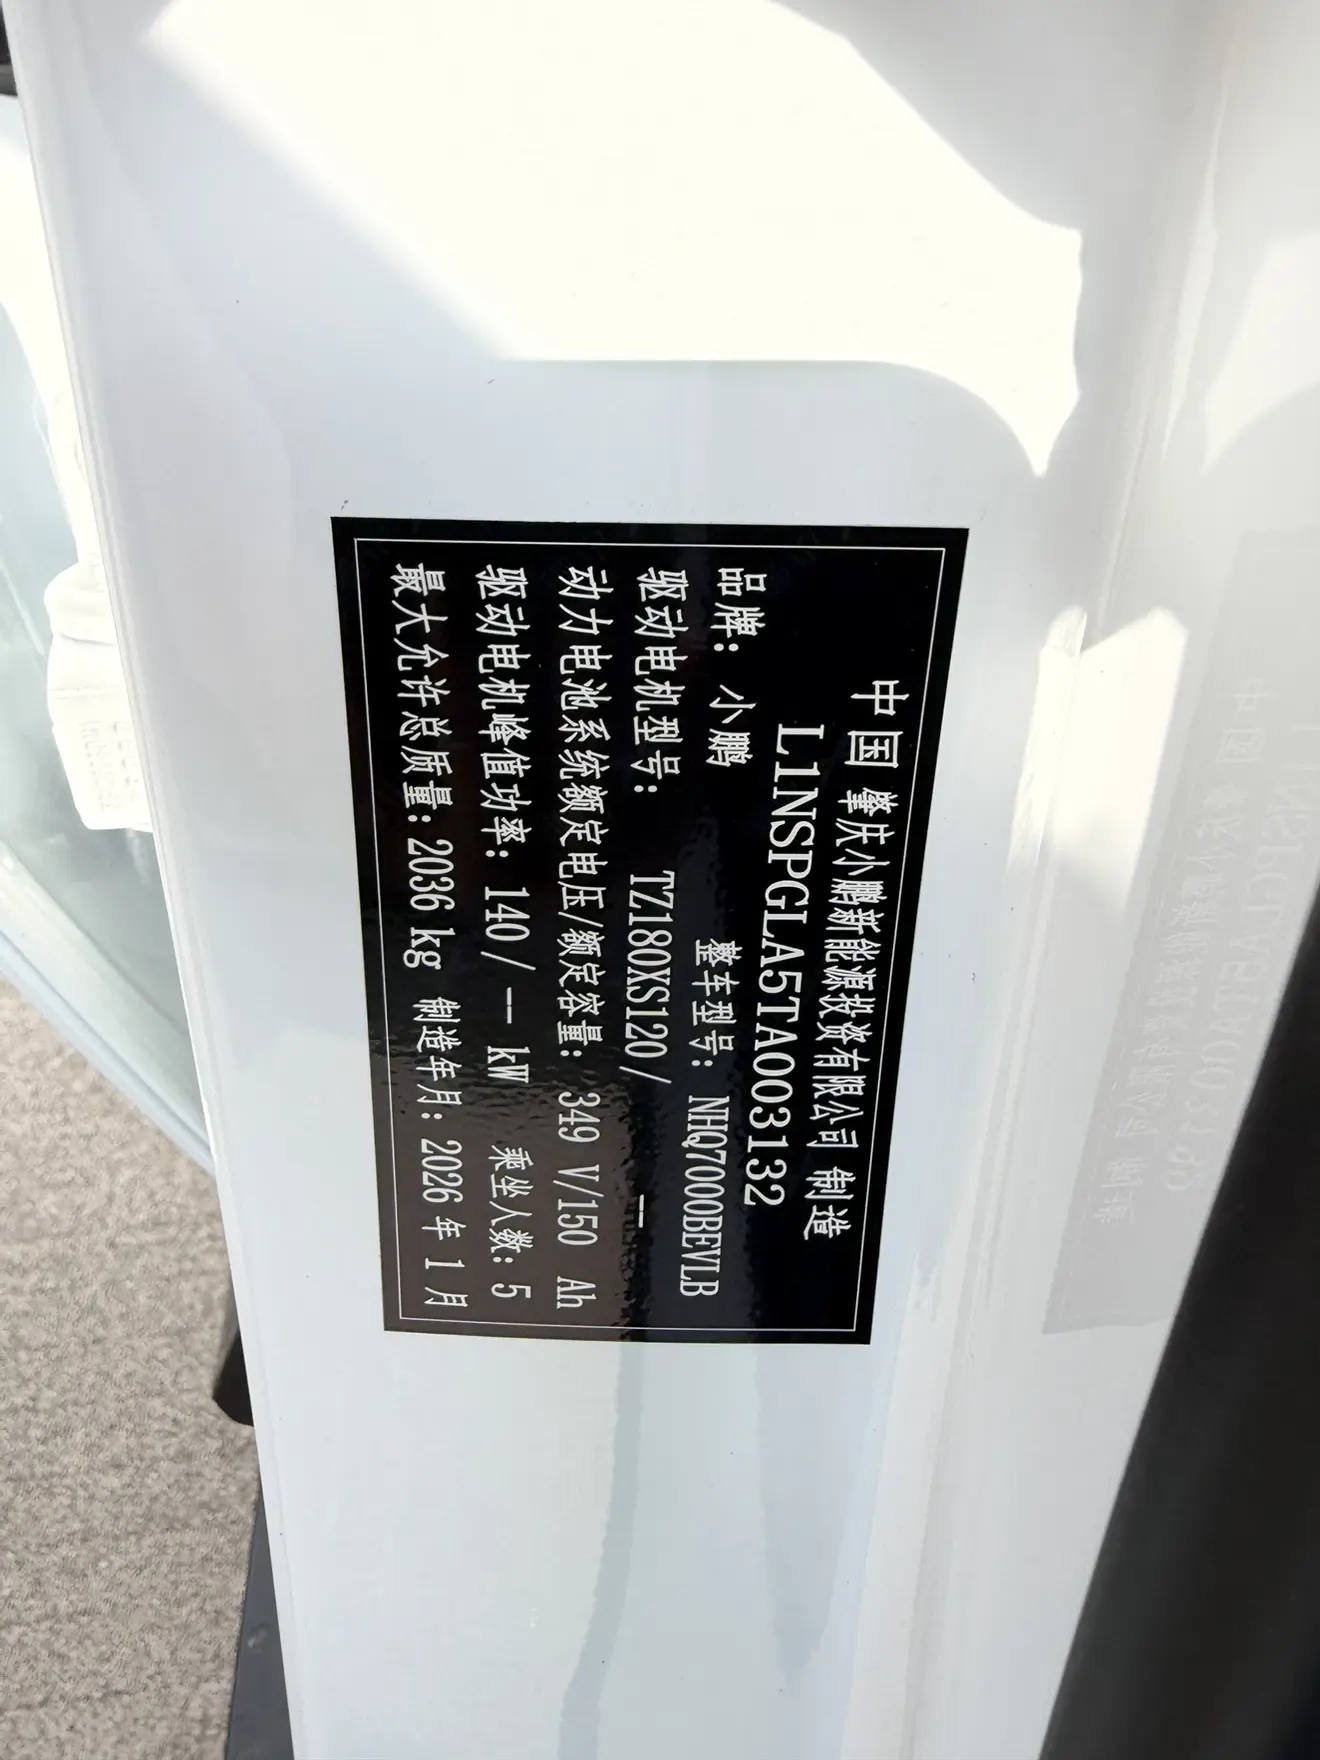 中国 肇庆小鹏新能源投资有限公司 制造
L1NSPGLA5TA003132
品牌: 小鹏 整车型号: NHQ7000BEVLB
驱动电机型号: TZ180XS120/ --
动力电池系统额定电压/额定容量: 349 V/150 Ah
驱动电机峰值功率: 140 / -- kW 乘坐人数: 5
最大允许总质量: 2036 kg 制造年月: 2026 年 1 月